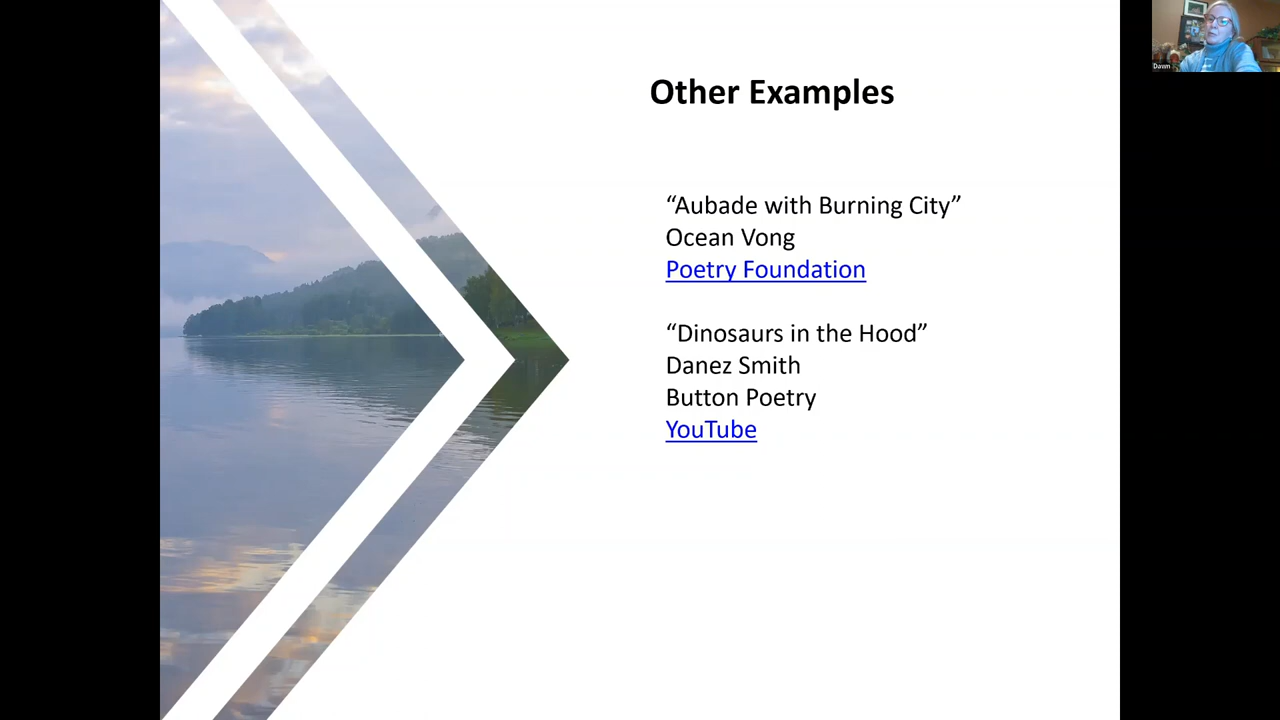 Other Examples
“Aubade with Burning City”
Ocean Vong
Poetry Foundation
“Dinosaurs in the Hood”
Danez Smith
Button Poetry
YouTube
Dawn